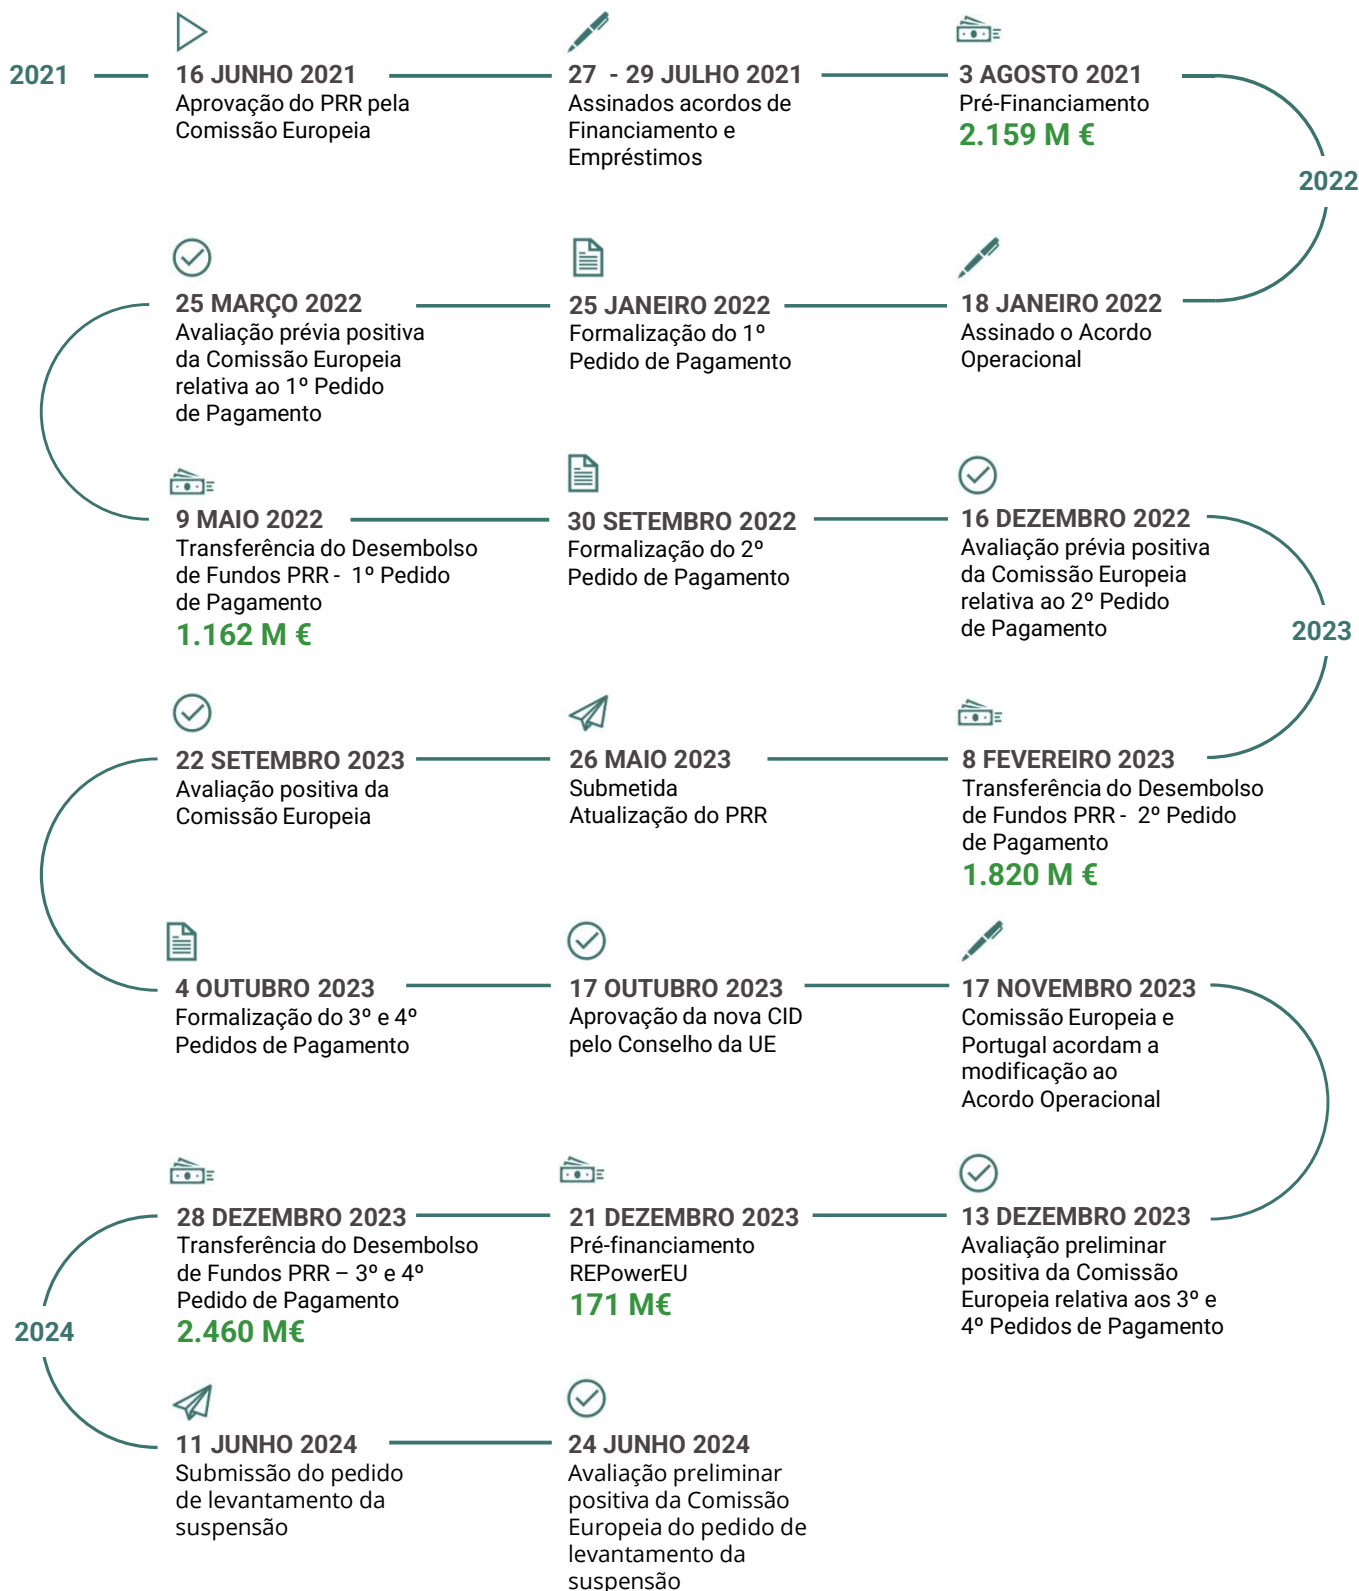 2021
16 JUNHO 2021
Aprovação do PRR pela
Comissão Europeia
27 - 29 JULHO 2021
Assinados acordos de
Financiamento e
Empréstimos
3 AGOSTO 2021
Pré-Financiamento
2.159 M €
2022
18 JANEIRO 2022
Assinado o Acordo
Operacional
25 JANEIRO 2022
Formalização do 1º
Pedido de Pagamento
25 MARÇO 2022
Avaliação prévia positiva
da Comissão Europeia
relativa ao 1º Pedido
de Pagamento
9 MAIO 2022
Transferência do Desembolso
de Fundos PRR - 1º Pedido
de Pagamento
1.162 M €
30 SETEMBRO 2022
Formalização do 2º
Pedido de Pagamento
16 DEZEMBRO 2022
Avaliação prévia positiva
da Comissão Europeia
relativa ao 2º Pedido
de Pagamento
2023
8 FEVEREIRO 2023
Transferência do Desembolso
de Fundos PRR - 2º Pedido
de Pagamento
1.820 M €
26 MAIO 2023
Submetida
Atualização do PRR
22 SETEMBRO 2023
Avaliação positiva da
Comissão Europeia
4 OUTUBRO 2023
Formalização do 3º e 4º
Pedidos de Pagamento
17 OUTUBRO 2023
Aprovação da nova CID
pelo Conselho da UE
17 NOVEMBRO 2023
Comissão Europeia e
Portugal acordam a
modificação ao
Acordo Operacional
13 DEZEMBRO 2023
Avaliação preliminar
positiva da Comissão
Europeia relativa aos 3º e
4º Pedidos de Pagamento
21 DEZEMBRO 2023
Pré-financiamento
REPowerEU
171 M€
28 DEZEMBRO 2023
Transferência do Desembolso
de Fundos PRR – 3º e 4º
Pedido de Pagamento
2.460 M€
2024
11 JUNHO 2024
Submissão do pedido
de levantamento da
suspensão
24 JUNHO 2024
Avaliação preliminar
positiva da Comissão
Europeia do pedido de
levantamento da
suspensão